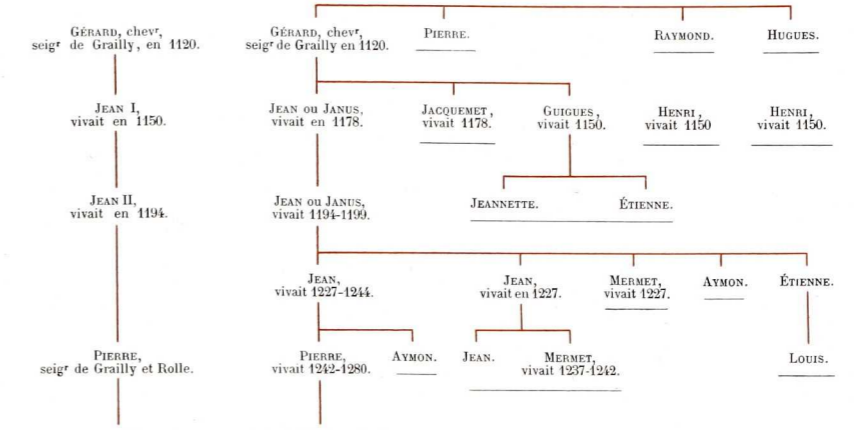 GÉRARD, chevr,
seigr de Grailly, en 1120.
GÉRARD, chevr,
seigr de Grailly en 1120.
PIERRE.
RAYMOND.
HUGUES.
JEAN I,
vivait en 1150.
JEAN OU JANUS,
vivait en 1178.
JACQUEMET,
vivait 1178.
GUIGUES,
vivait 1150.
HENRI,
vivait 1150
HENRI,
vivait 1150.
JEAN II,
vivait en 1194.
JEAN OU JANUS,
vivait 1194-1199.
JEANNETTE.
ÉTIENNE.
JEAN,
vivait 1227-1244.
JEAN,
vivait en 1227.
MERMET,
vivait 1227.
AYMON.
ÉTIENNE.
PIERRE,
seigr de Grailly et Rolle.
PIERRE,
vivait 1242-1280.
AYMON.
JEAN.
MERMET,
vivait 1237-1242.
LOUIS.